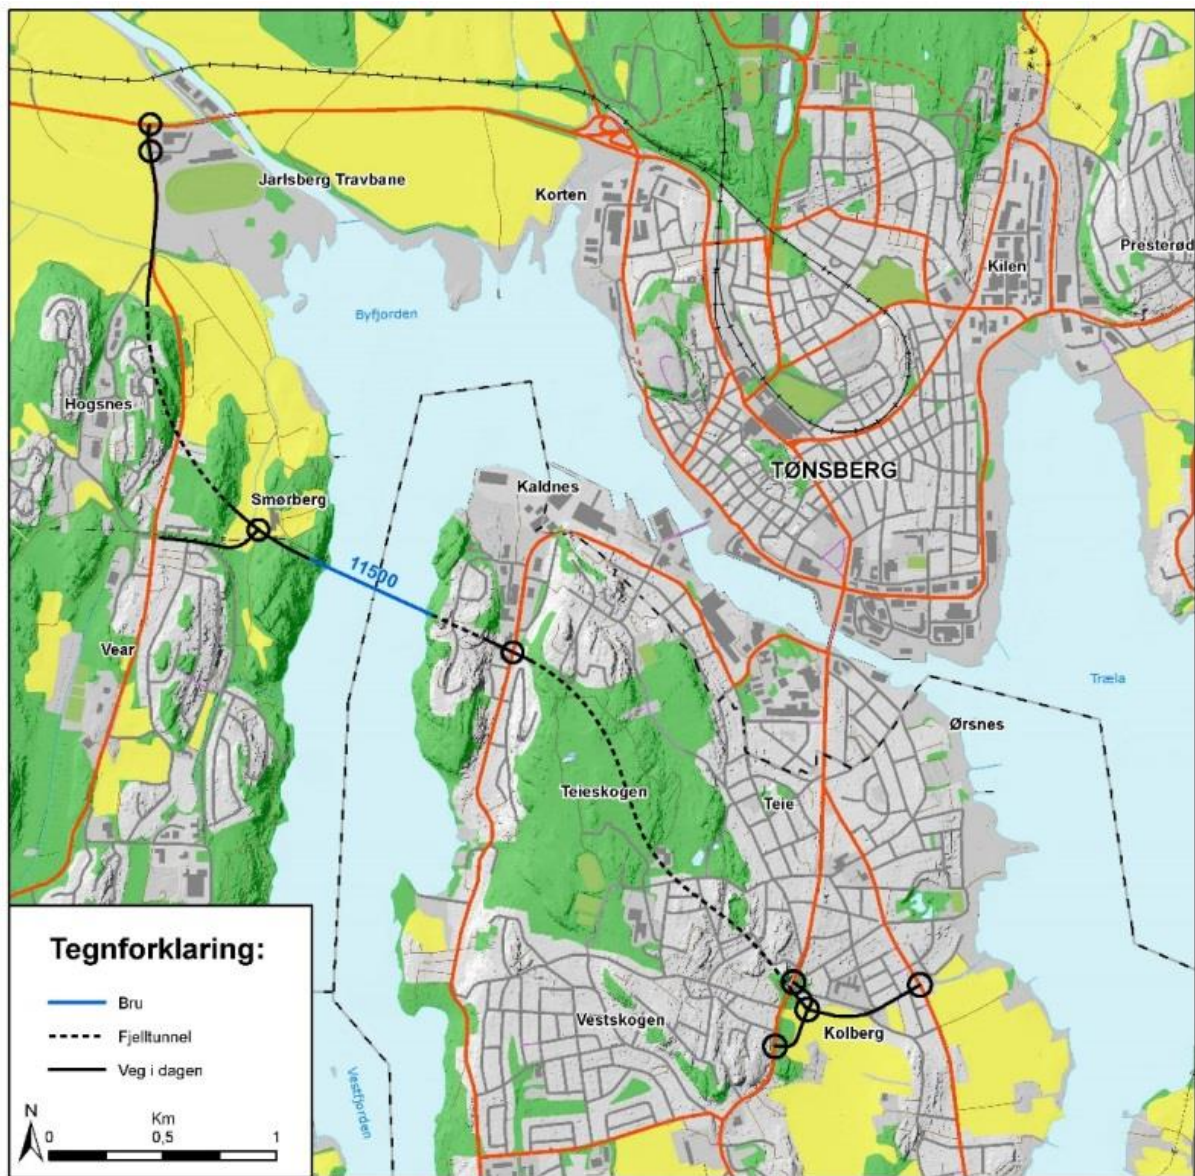 Jarlsberg Travbane
Korten
Presterød
Kilen
Byfjorden
Hogsnes
TØNSBERG
Kaldnes
Smørberg
11500
Vear
Træla
Ørsnes
Teieskogen
Teie
Tegnforklaring:
Bru
Fjelltunnel
Veg i dagen
Vestskogen
Kolberg
Vestfjorden
N
Km
0
0,5
1